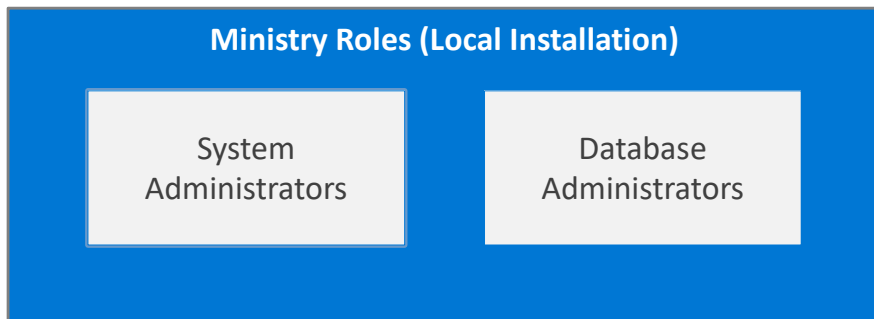 Ministry Roles (Local Installation)
System
Administrators
Database
Administrators